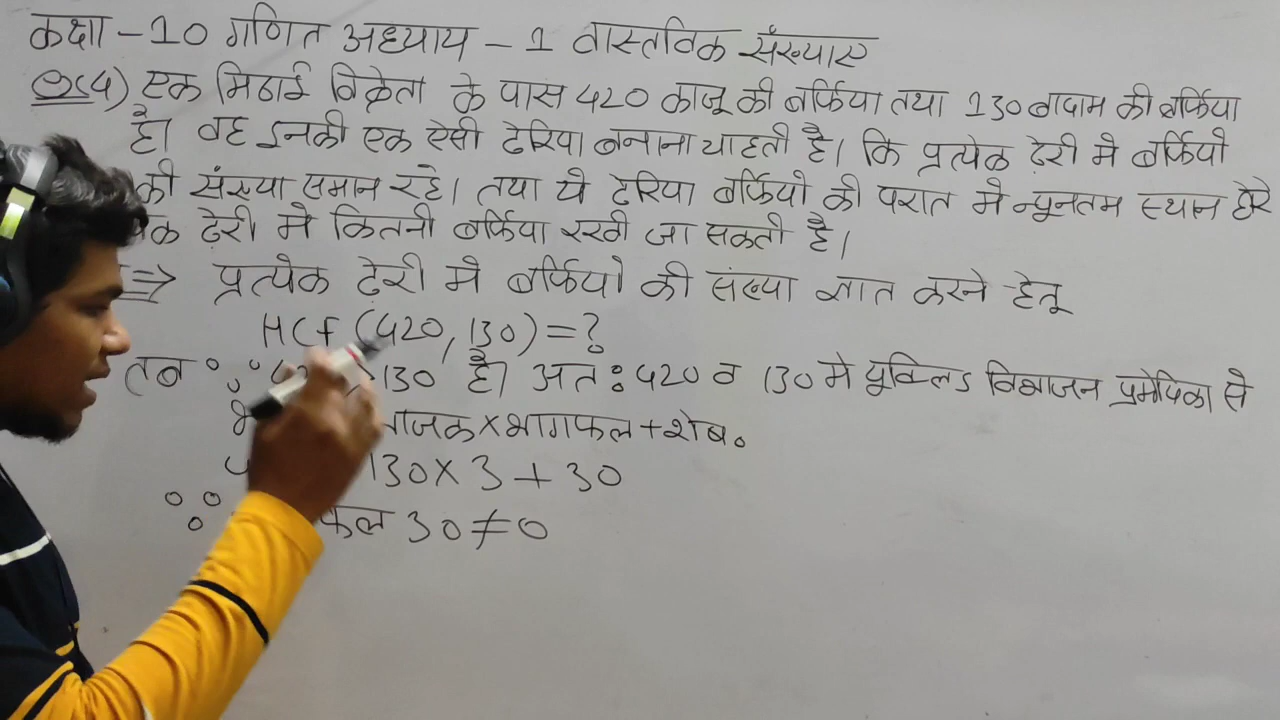 कक्षा - 10 गणित अध्याय - 1 वास्तविक संख्याए
Ex(4) एक मिठाई विक्रेता के पास 420 काजू की बर्फिया तथा 130 बादाम की बर्फिया
है। वह इनकी एक ऐसी ढेरिया बनाना चाहती है। कि प्रत्येक ढ़ेरी मे बर्फियो
की संख्या समान रहे। तथा ये ढेरिया बर्फियो की परात मे न्यूनतम स्थान घेरे
ढ़ेरी मे कितनी बर्फिया रखी जा सकती है।
⇒ प्रत्येक ढ़ेरी मे बर्फियो की संख्या ज्ञात करने हेतू
HCF (420, 130) = ?
तब ∵ 130 है। अतः 420 व 130 मे यूक्लिड विभाजन प्रमेयिका से
×भागफल+शेष.
130 × 3 + 30
∵ 30 ≠ 0